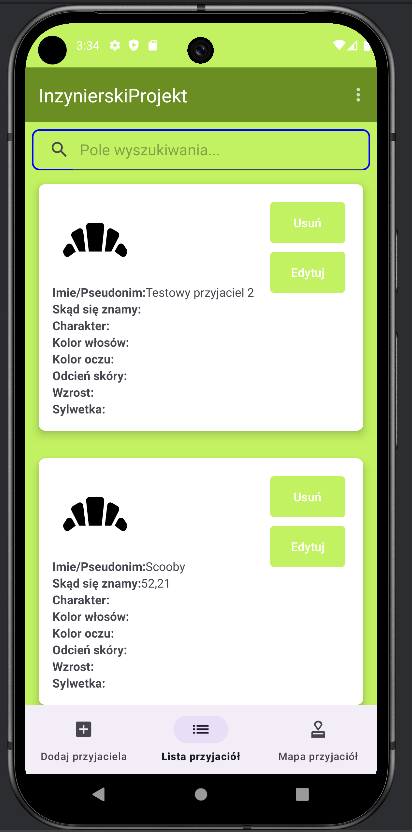 3:34
InzynierskiProjekt
Pole wyszukiwania...
Usuń
Edytuj
Imie/Pseudonim:Testowy przyjaciel 2
Skąd się znamy:
Charakter:
Kolor włosów:
Kolor oczu:
Odcień skóry:
Wzrost:
Sylwetka:
Usuń
Edytuj
Imie/Pseudonim:Scooby
Skąd się znamy:52,21
Charakter:
Kolor włosów:
Kolor oczu:
Odcień skóry:
Wzrost:
Sylwetka:
Dodaj przyjaciela
Lista przyjaciół
Mapa przyjaciół